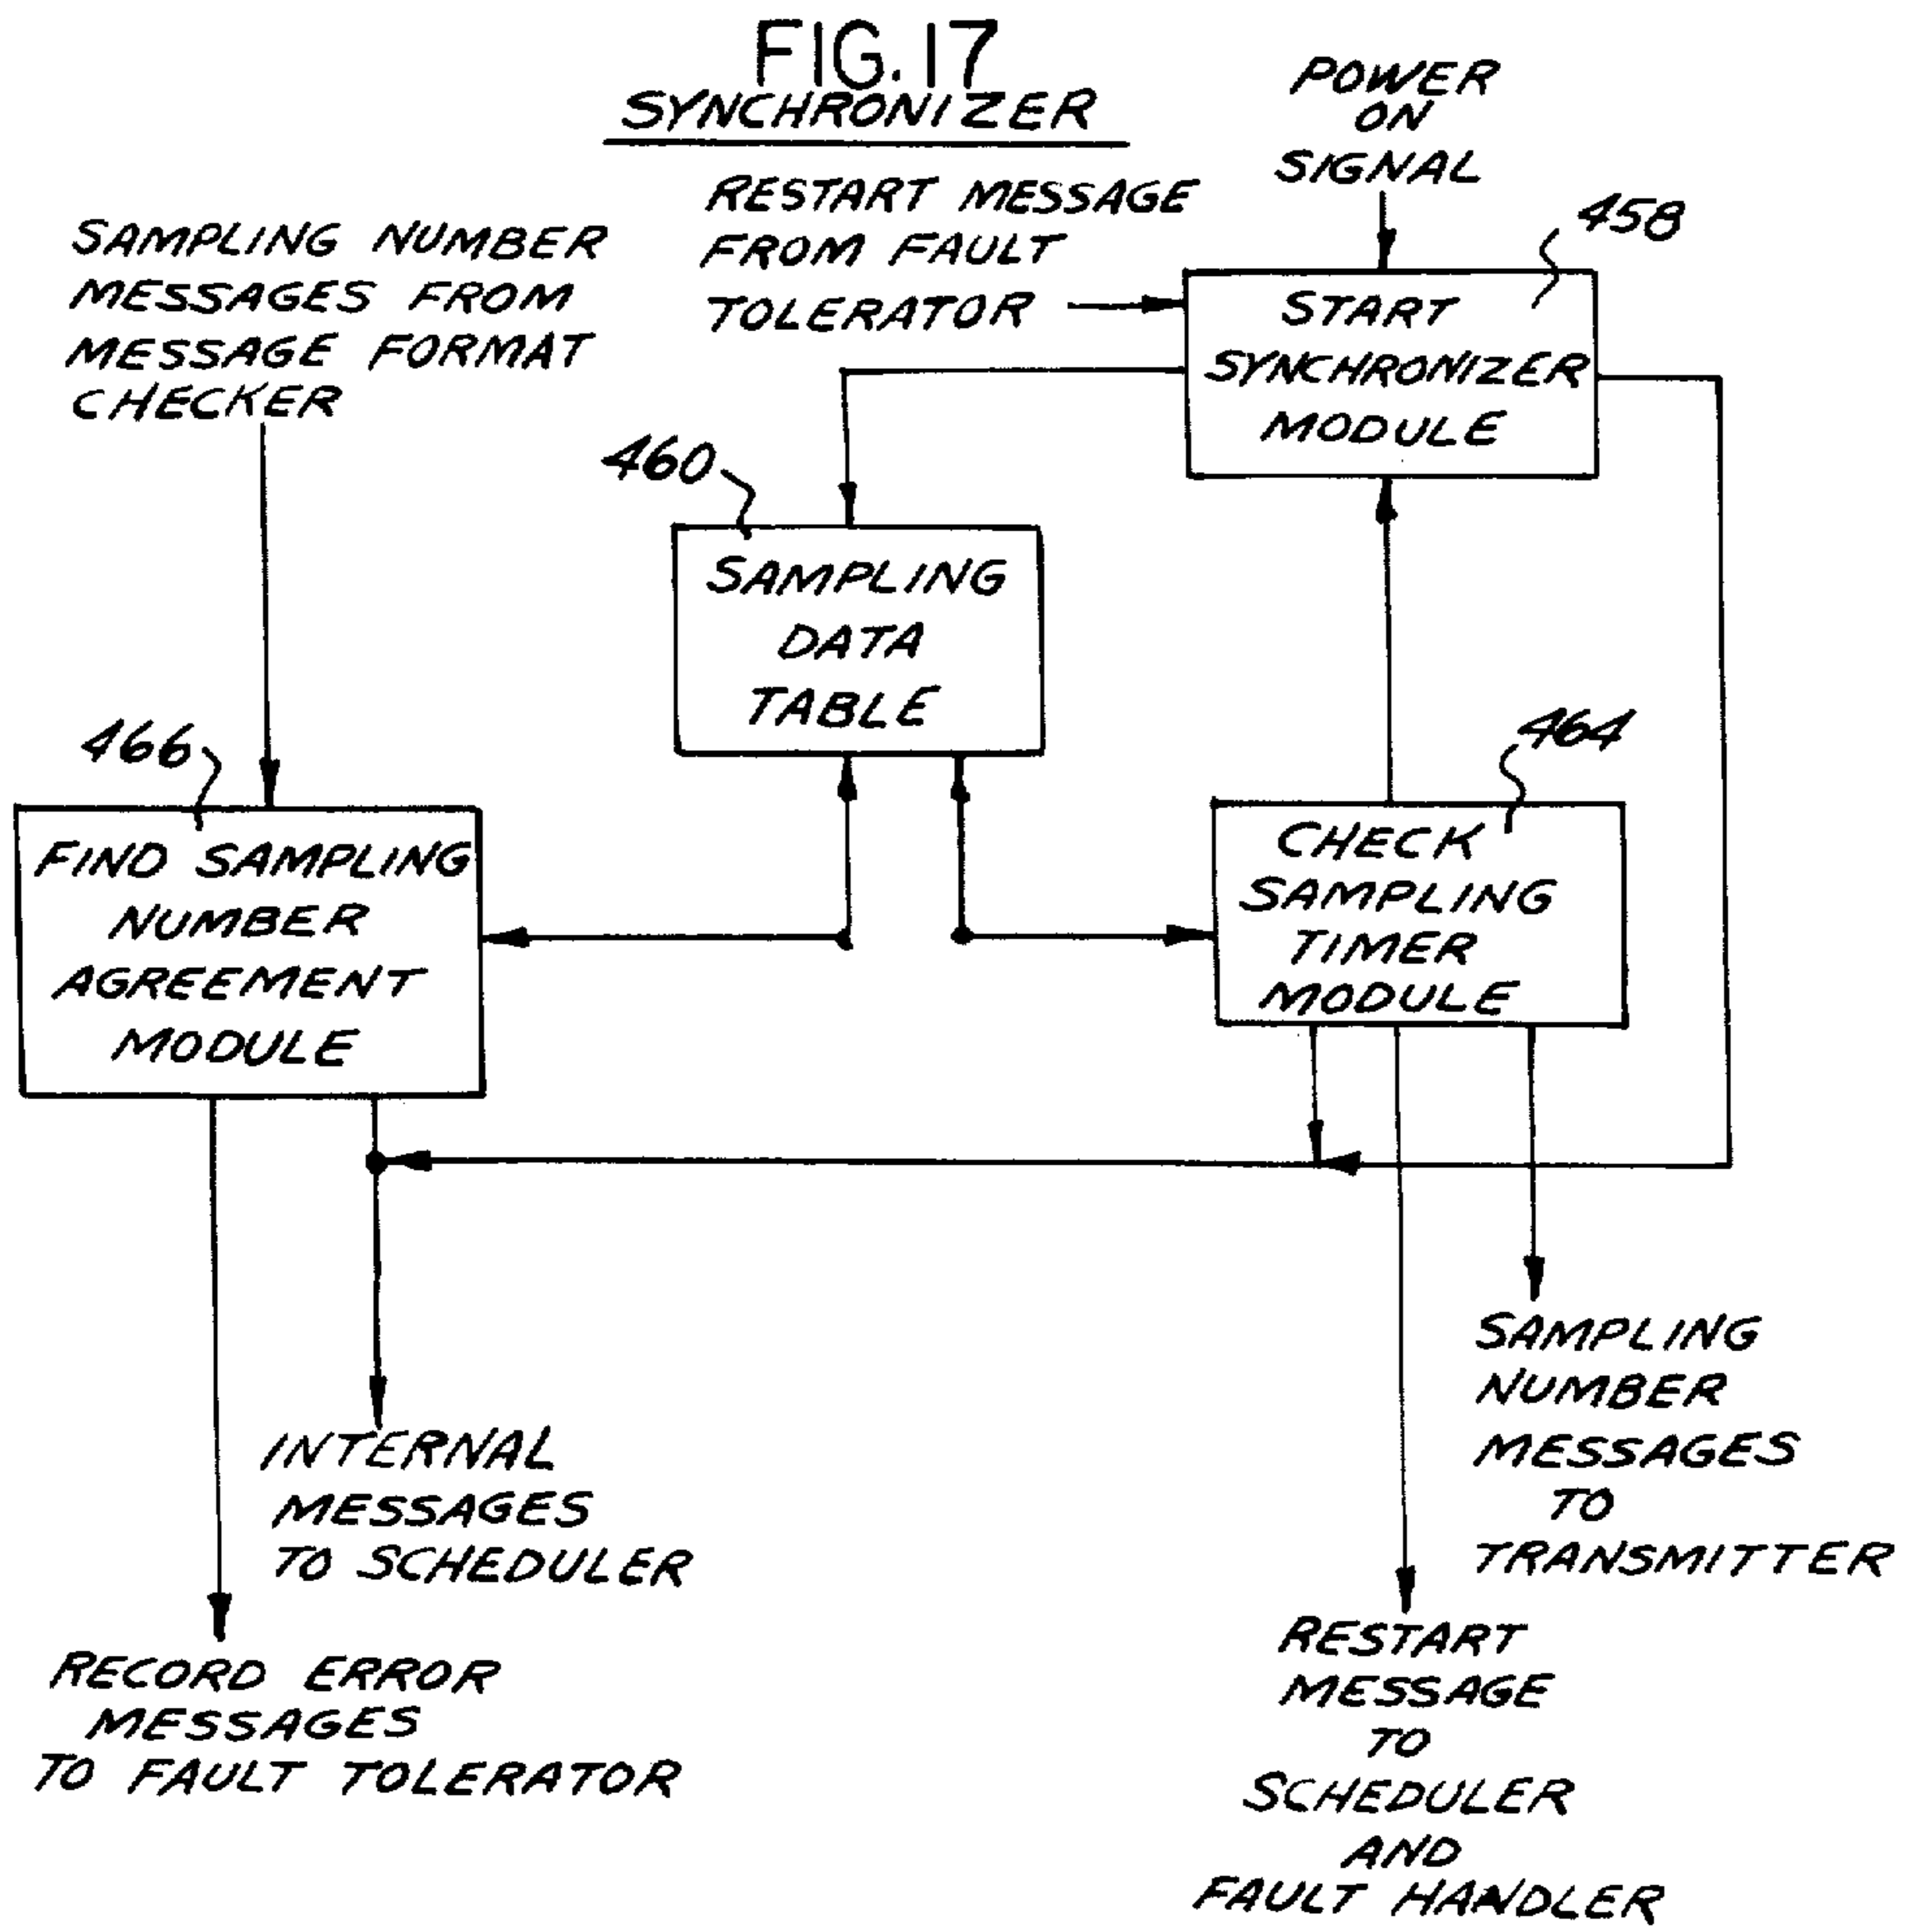 FIG. 17
SYNCHRONIZER
POWER
ON
SIGNAL
RESTART MESSAGE
FROM FAULT
TOLERATOR
SAMPLING NUMBER
MESSAGES FROM
MESSAGE FORMAT
CHECKER
458
START
SYNCHRONIZER
MODULE
460
SAMPLING
DATA
TABLE
466
FIND SAMPLING
NUMBER
AGREEMENT
MODULE
464
CHECK
SAMPLING
TIMER
MODULE
INTERNAL
MESSAGES
TO SCHEDULER
RECORD ERROR
MESSAGES
TO FAULT TOLERATOR
SAMPLING
NUMBER
MESSAGES
TO
TRANSMITTER
RESTART
MESSAGE
TO
SCHEDULER
AND
FAULT HANDLER